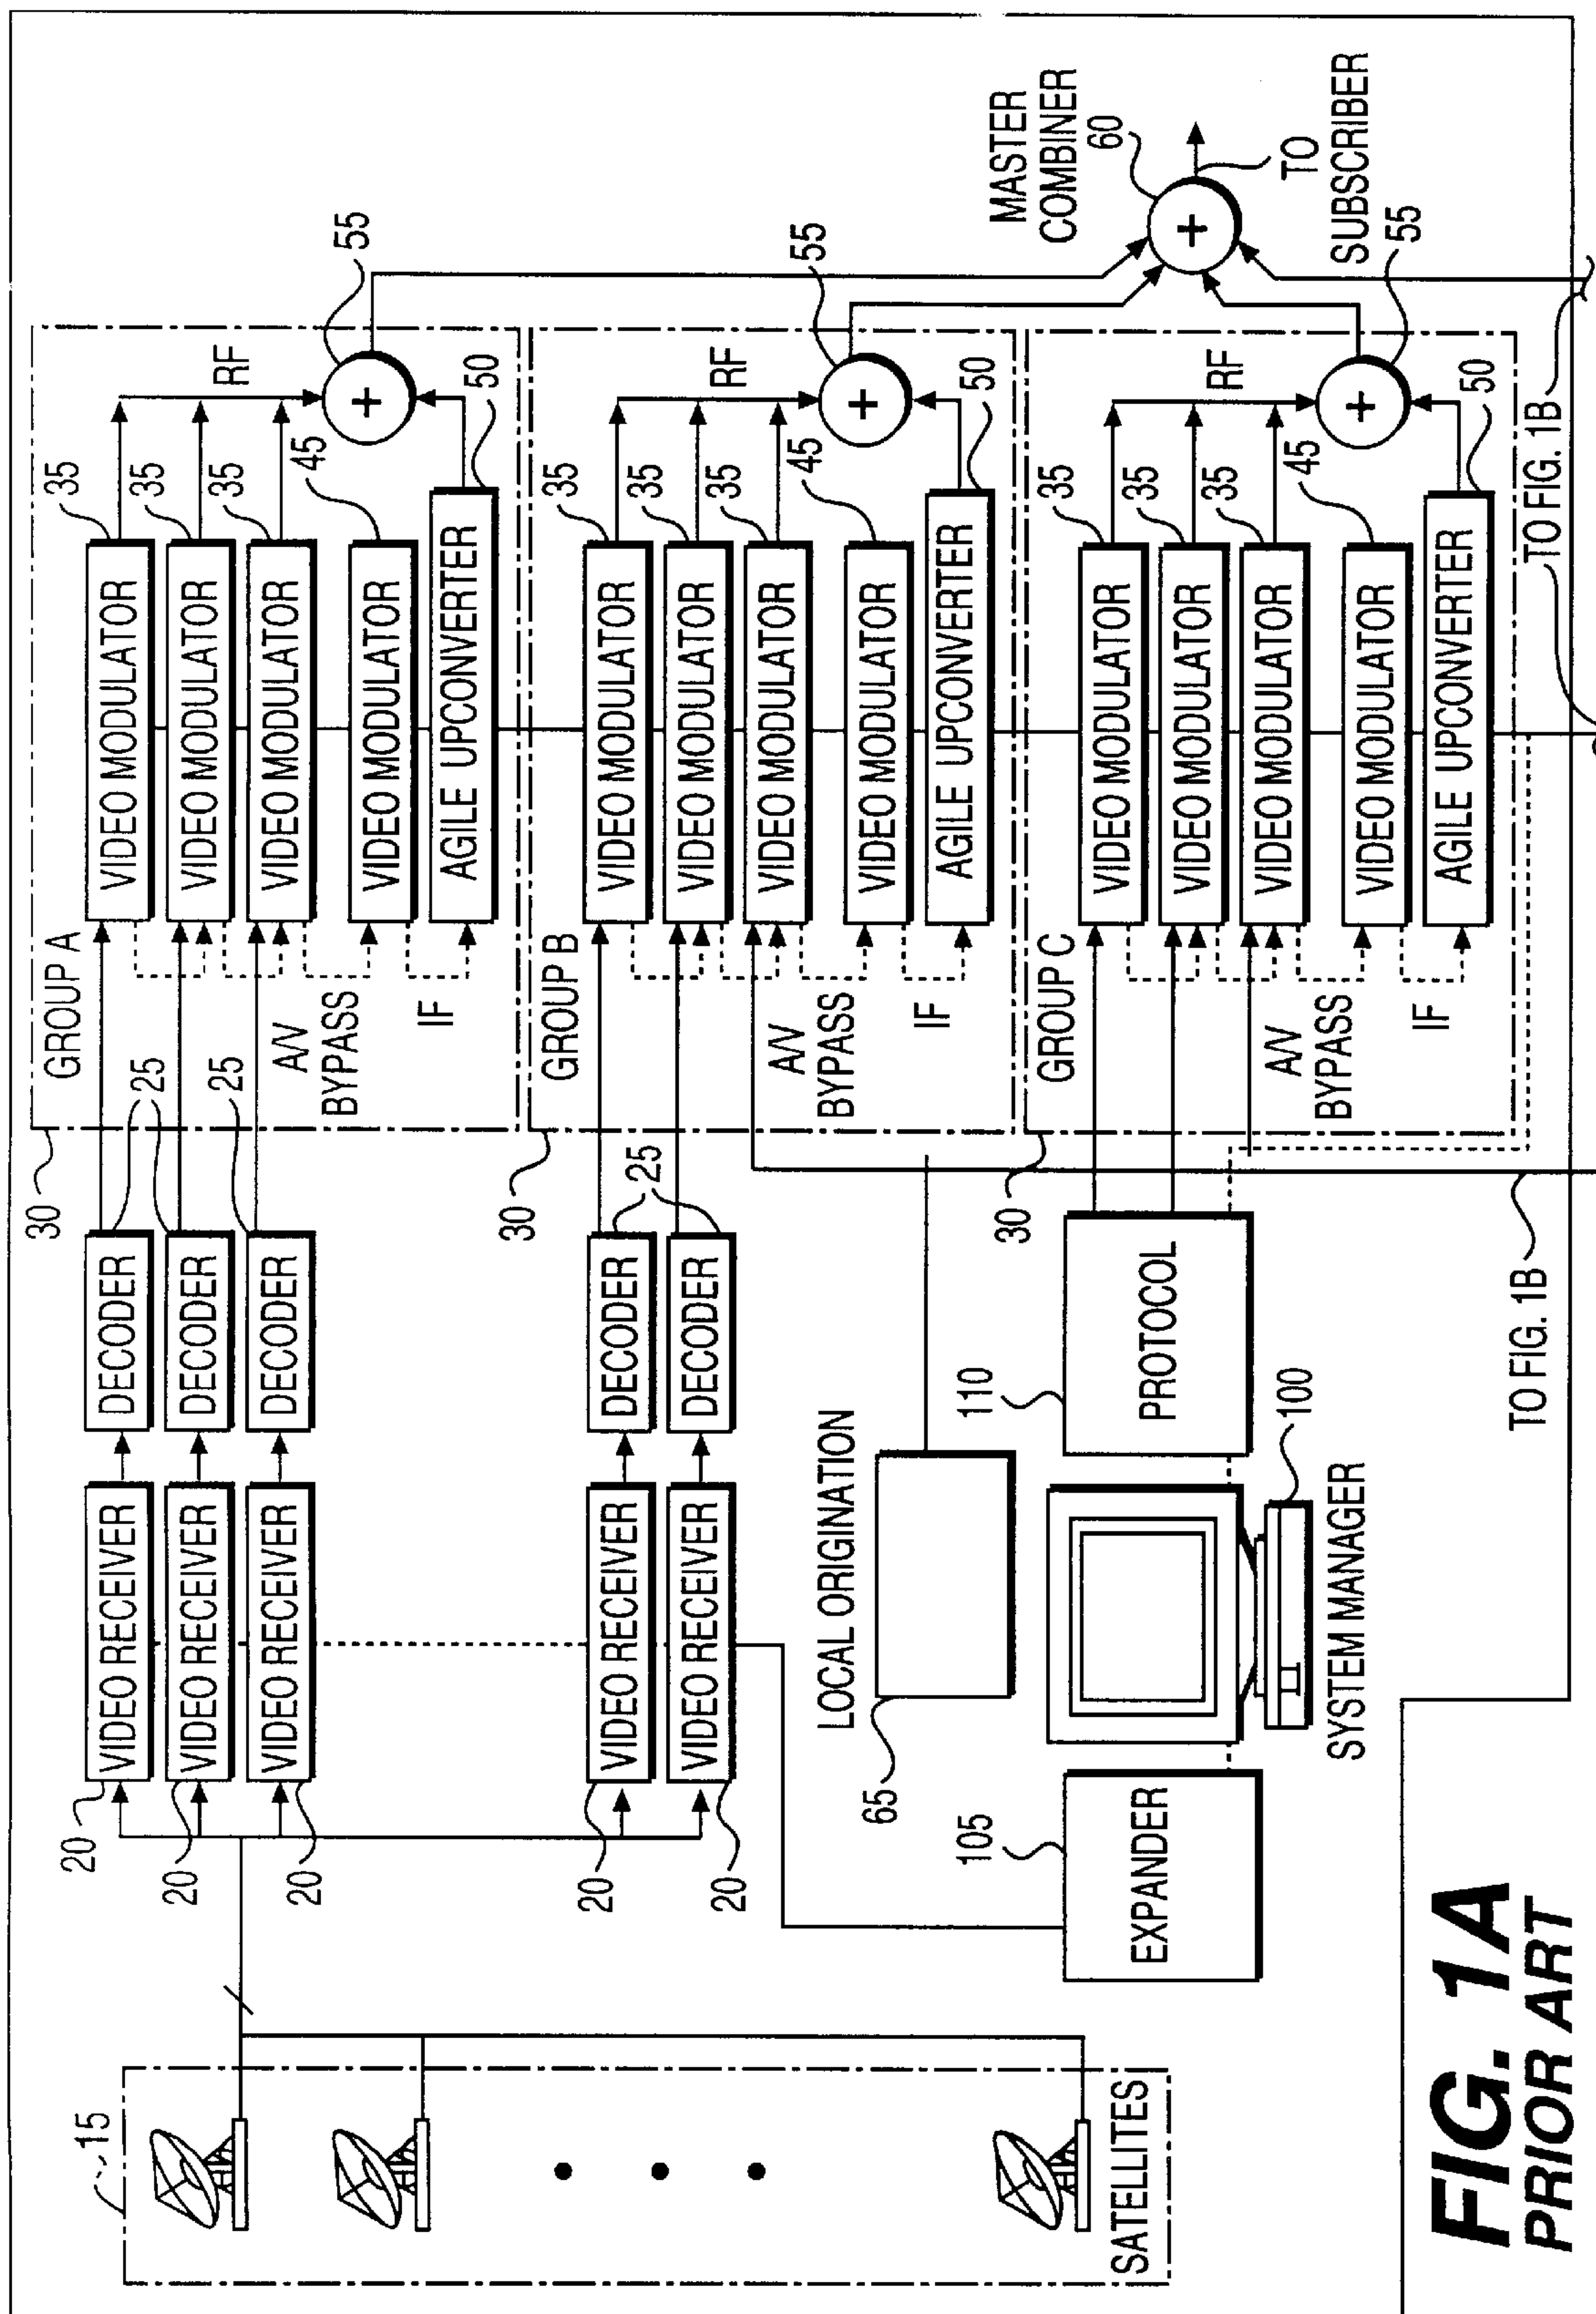 15
SATELLITES
20
VIDEO RECEIVER
DECODER
25
20
VIDEO RECEIVER
DECODER
25
20
VIDEO RECEIVER
DECODER
30
GROUP A
VIDEO MODULATOR
35
VIDEO MODULATOR
35
VIDEO MODULATOR
35
A/V
BYPASS
VIDEO MODULATOR
45
IF
AGILE UPCONVERTER
50
RF
+
55
20
VIDEO RECEIVER
DECODER
25
20
VIDEO RECEIVER
DECODER
30
GROUP B
VIDEO MODULATOR
35
VIDEO MODULATOR
35
VIDEO MODULATOR
35
A/V
BYPASS
VIDEO MODULATOR
45
IF
AGILE UPCONVERTER
50
RF
+
55
MASTER
COMBINER
60
+
TO
SUBSCRIBER
LOCAL ORIGINATION
65
105
EXPANDER
SYSTEM MANAGER
100
110
PROTOCOL
30
GROUP C
VIDEO MODULATOR
35
VIDEO MODULATOR
35
VIDEO MODULATOR
35
A/V
BYPASS
VIDEO MODULATOR
45
IF
AGILE UPCONVERTER
50
RF
+
55
TO FIG. 1B
TO FIG. 1B
FIG. 1A
PRIOR ART